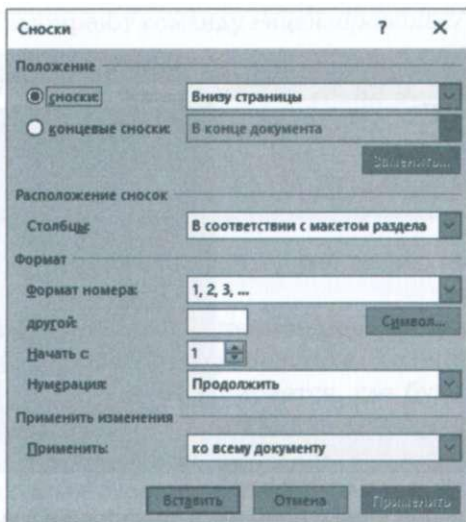 Сноски ? ×
Положение
сноски: Внизу страницы
концевые сноски: В конце документа
Заменить...
Расположение сносок
Столбцы: В соответствии с макетом раздела
Формат
Формат номера: 1, 2, 3, ...
другой: Символ...
Начать с: 1
Нумерация: Продолжить
Применить изменения
Применить: ко всему документу
Вставить Отмена Применить